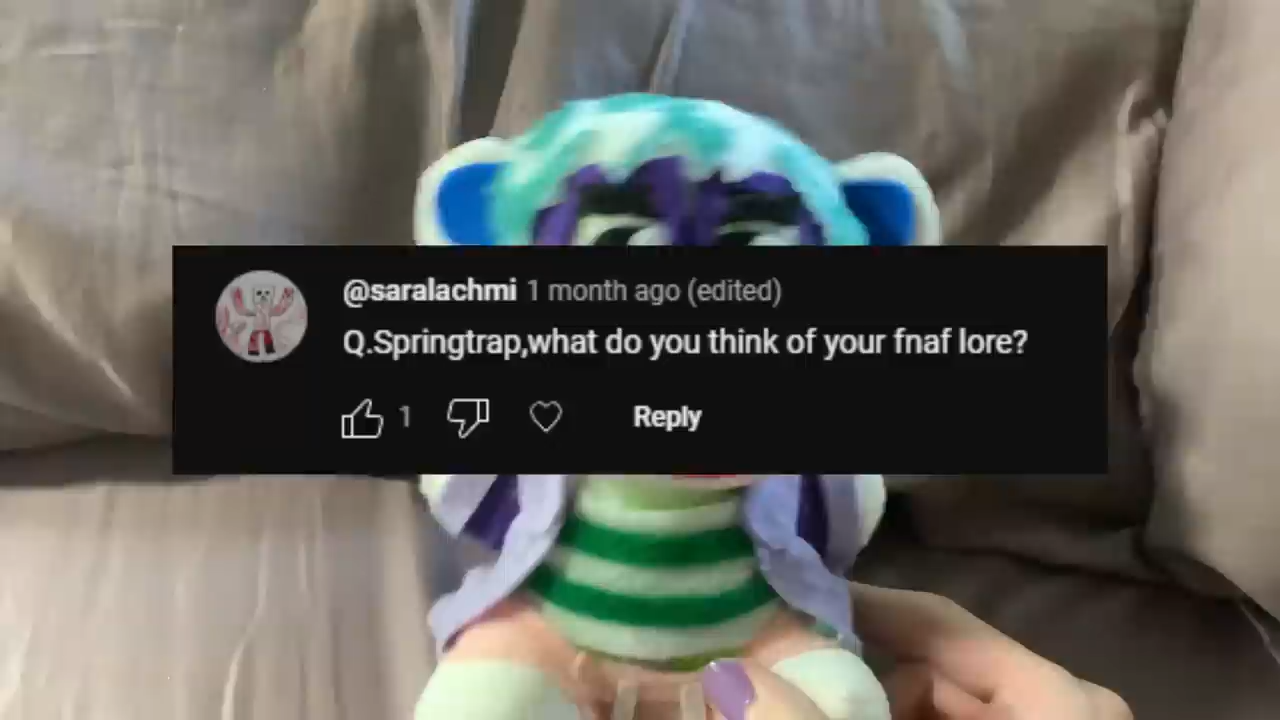 @saralachmi 1 month ago (edited)
Q.Springtrap,what do you think of your fnaf lore?
1 Reply